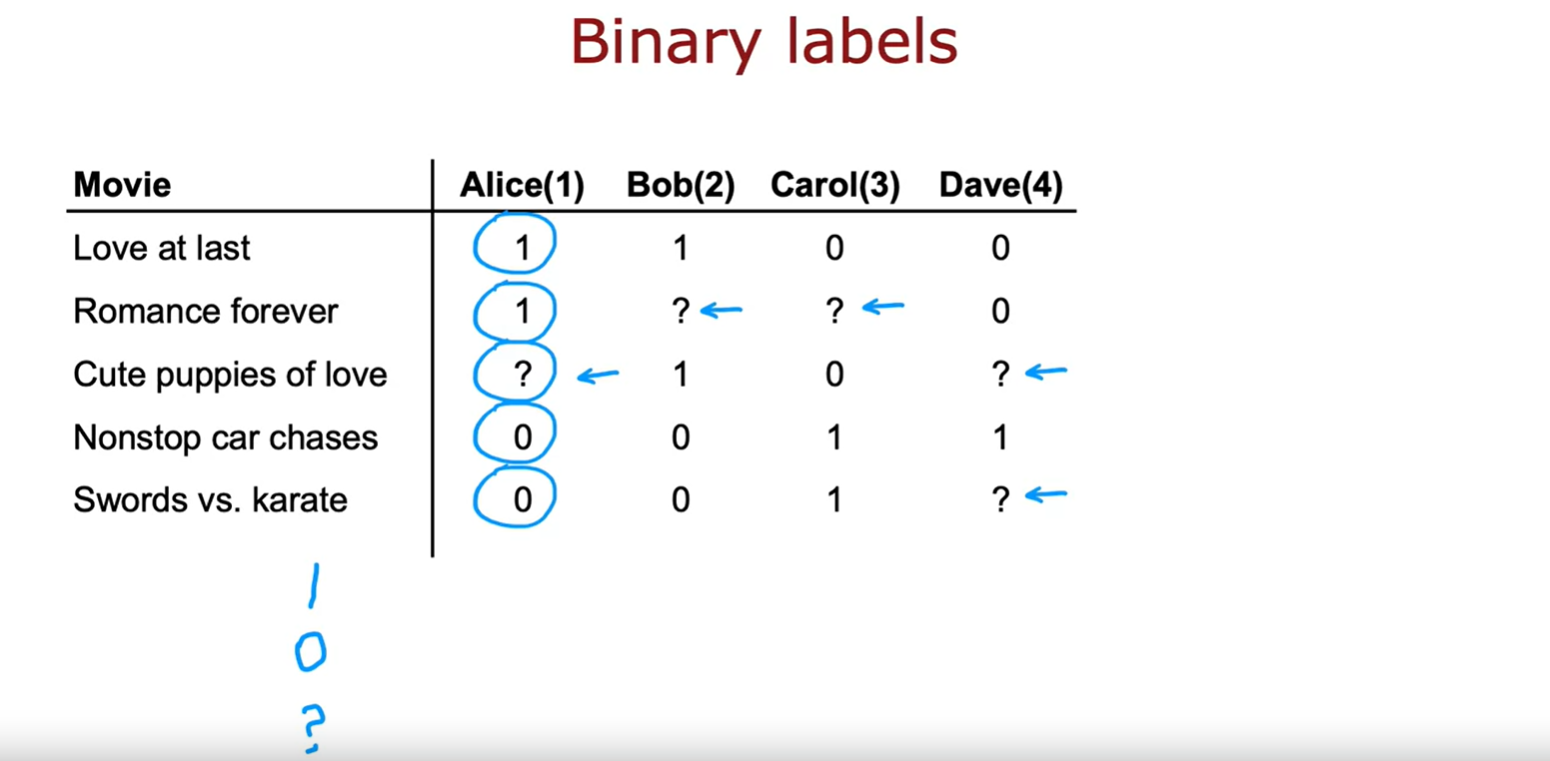 Binary labels
Movie Alice(1) Bob(2) Carol(3) Dave(4)
Love at last 1 1 0 0
Romance forever 1 ? ? 0
Cute puppies of love ? 1 0 ?
Nonstop car chases 0 0 1 1
Swords vs. karate 0 0 1 ?
1
0
?